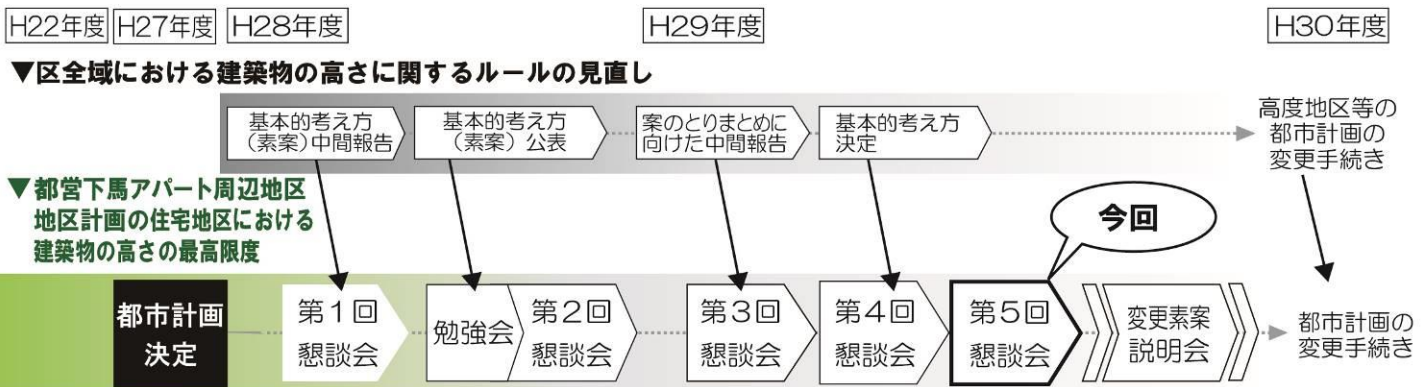 H22年度 H27年度 H28年度 H29年度 H30年度
▼区全域における建築物の高さに関するルールの見直し
基本的考え方
(素案)中間報告
基本的考え方
(素案)公表
案のとりまとめに
向けた中間報告
基本的考え方
決定
高度地区等の
都市計画の
変更手続き
▼都営下馬アパート周辺地区
地区計画の住宅地区における
建築物の高さの最高限度
今回
都市計画
決定
第1回
懇談会
勉強会
第2回
懇談会
第3回
懇談会
第4回
懇談会
第5回
懇談会
変更素案
説明会
都市計画の
変更手続き